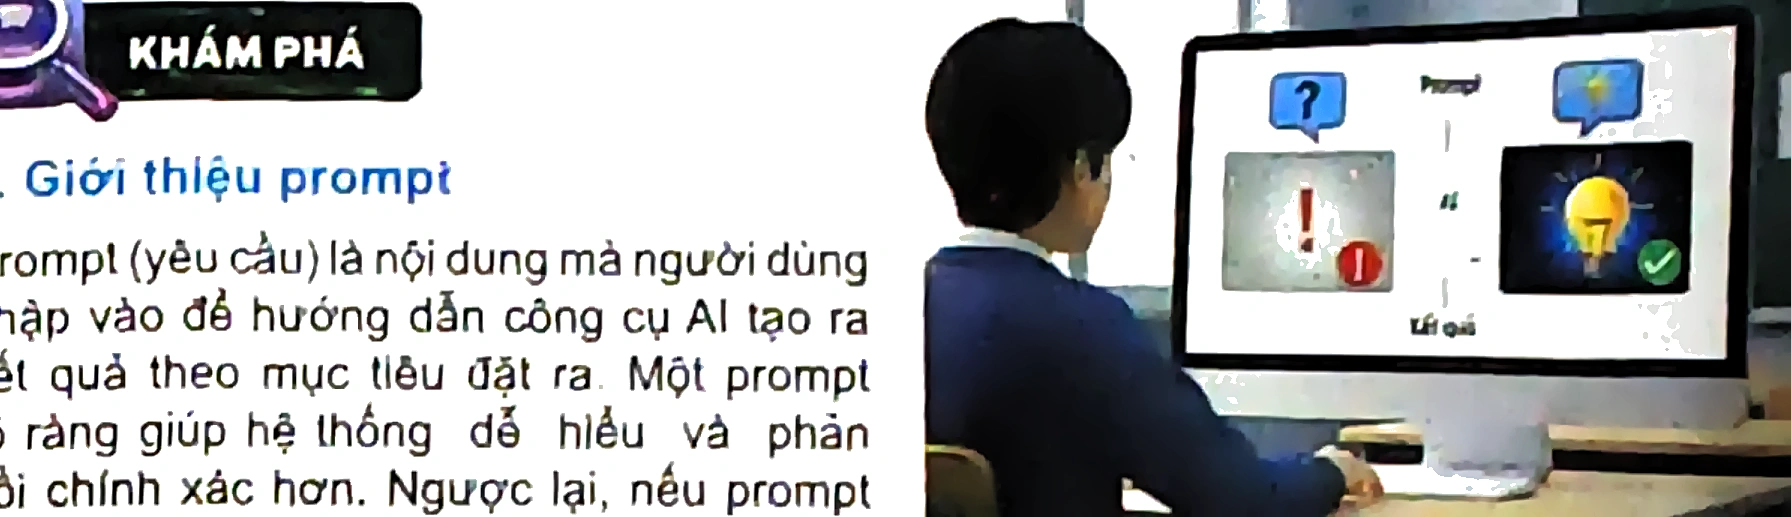 KHÁM PHÁ
. Giới thiệu prompt
rompt (yêu cầu) là nội dung mà người dùng
hập vào để hướng dẫn công cụ AI tạo ra
ết quả theo mục tiêu đặt ra. Một prompt
ràng giúp hệ thống dễ hiểu và phản
ồi chính xác hơn. Ngược lại, nếu prompt
?
Prompt
!
AI
Kết quả